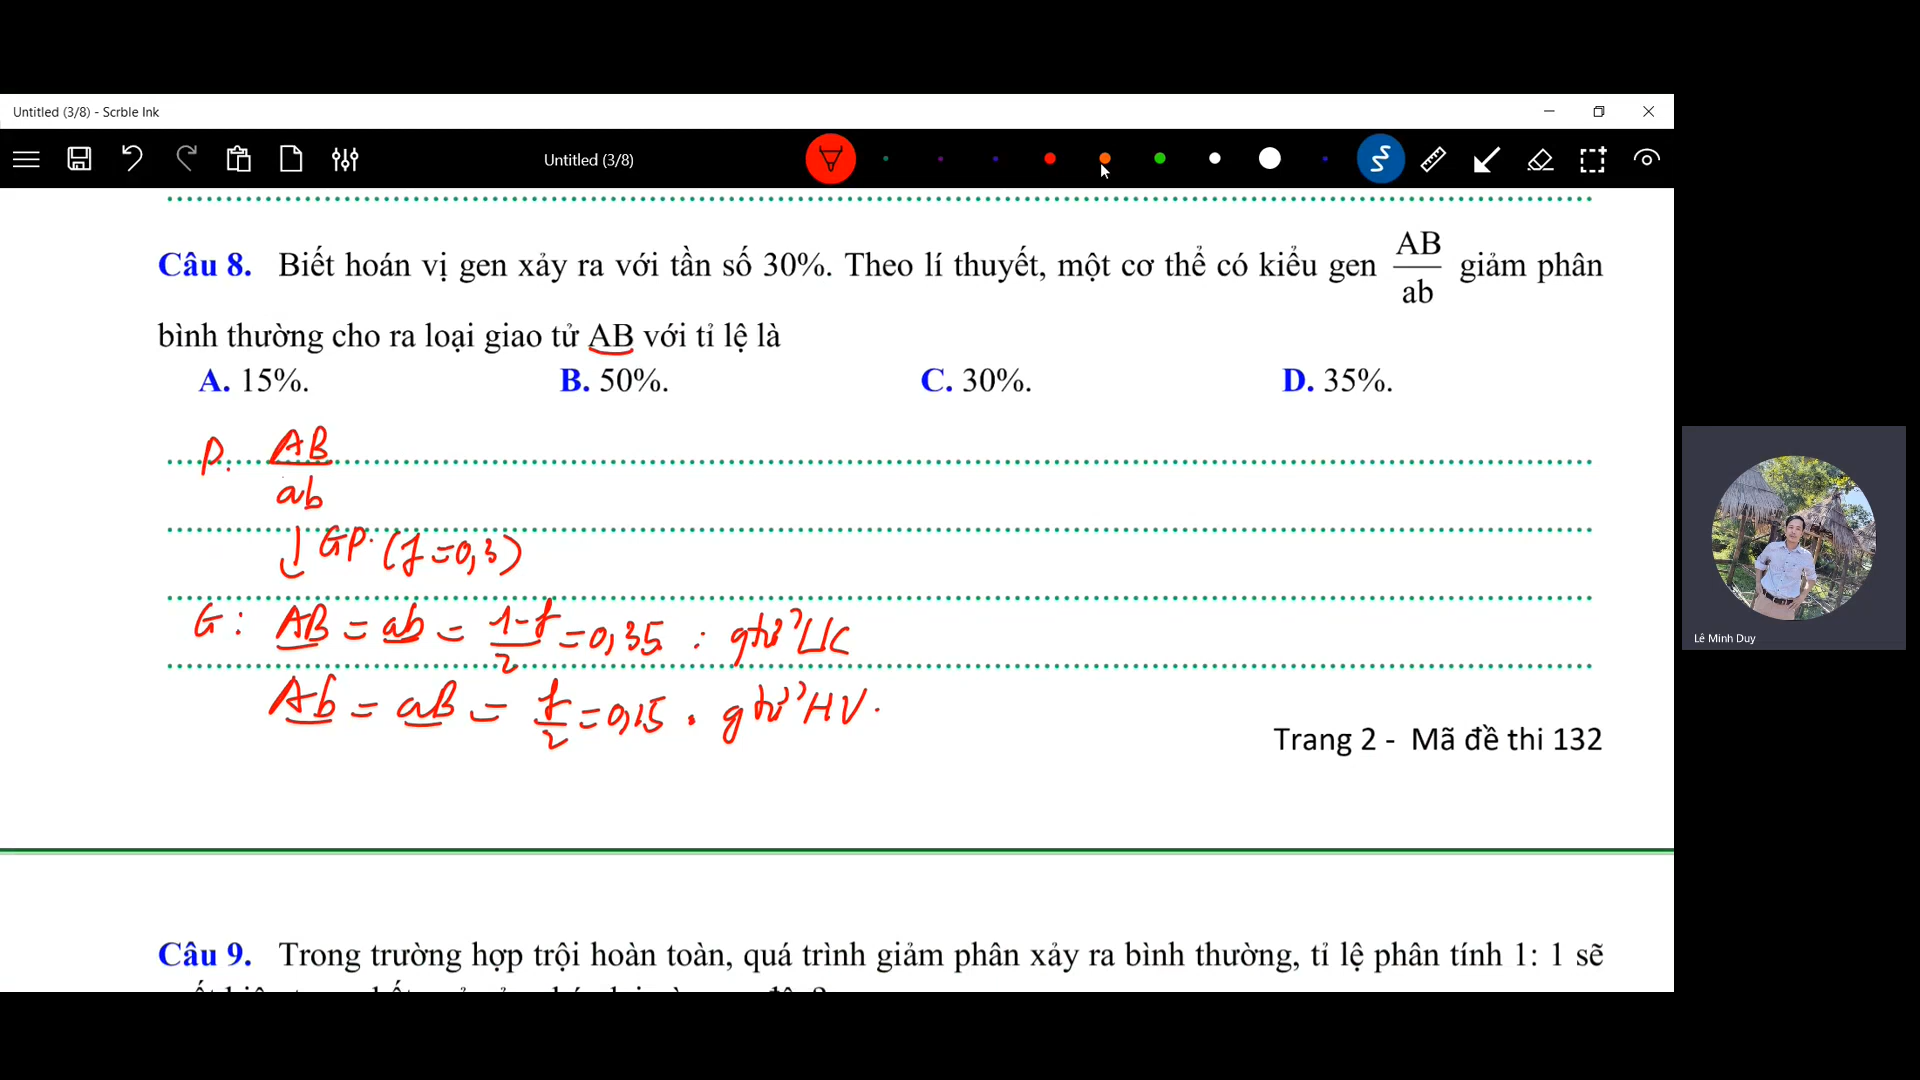 Untitled (3/8) - Scrble Ink
Untitled (3/8)
Câu 8. Biết hoán vị gen xảy ra với tần số 30%. Theo lí thuyết, một cơ thể có kiểu gen AB/ab giảm phân
bình thường cho ra loại giao tử AB với tỉ lệ là
A. 15%. B. 50%. C. 30%. D. 35%.
P. AB/ab
↓ GP. (f = 0,3)
G: AB = ab = (1-f)/2 = 0,35 : gtử LK
Ab = aB = f/2 = 0,15 . gtử HV.
Trang 2 - Mã đề thi 132
Câu 9. Trong trường hợp trội hoàn toàn, quá trình giảm phân xảy ra bình thường, tỉ lệ phân tính 1: 1 sẽ
Lê Minh Duy